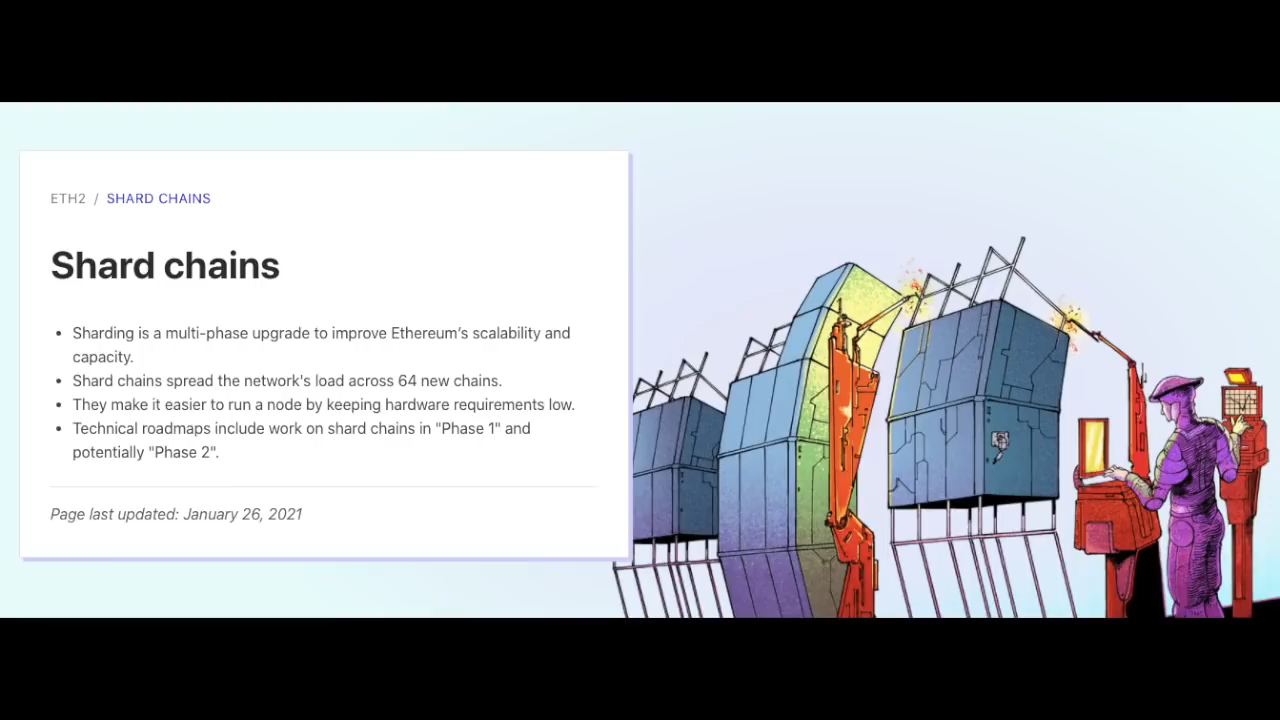 ETH2 / SHARD CHAINS
Shard chains
• Sharding is a multi-phase upgrade to improve Ethereum’s scalability and
capacity.
• Shard chains spread the network's load across 64 new chains.
• They make it easier to run a node by keeping hardware requirements low.
• Technical roadmaps include work on shard chains in "Phase 1" and
potentially "Phase 2".
Page last updated: January 26, 2021